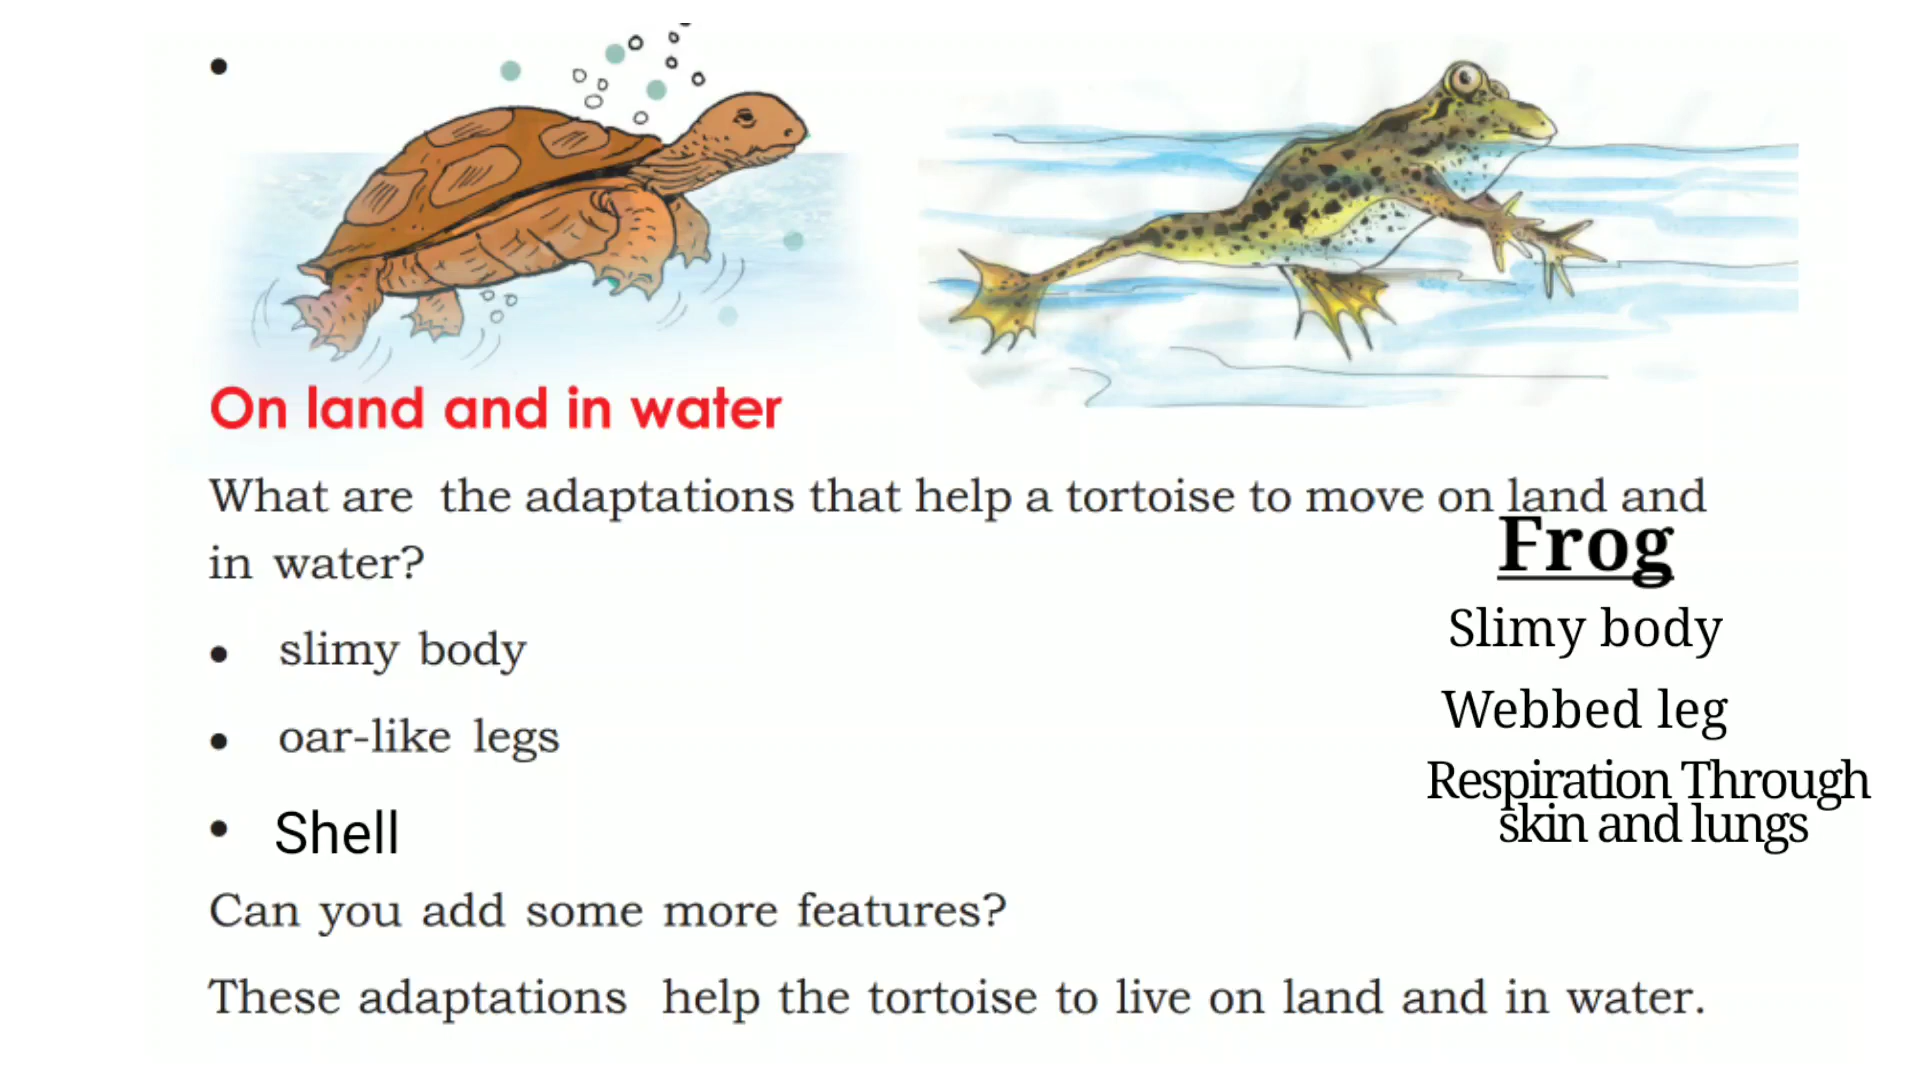 On land and in water
What are the adaptations that help a tortoise to move on land and
in water?
Frog
• slimy body
Slimy body
• oar-like legs
Webbed leg
• Shell
Respiration Through
skin and lungs
Can you add some more features?
These adaptations help the tortoise to live on land and in water.